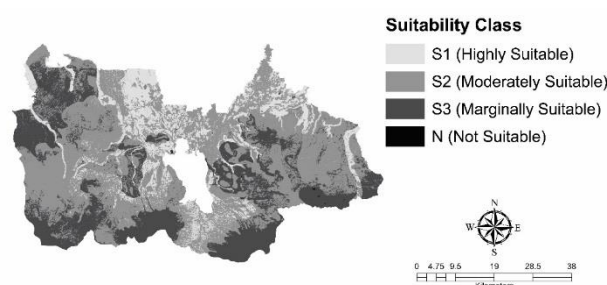 Suitability Class
S1 (Highly Suitable)
S2 (Moderately Suitable)
S3 (Marginally Suitable)
N (Not Suitable)
N
W E
S
0 4.75 9.5 19 28.5 38
Kilometers